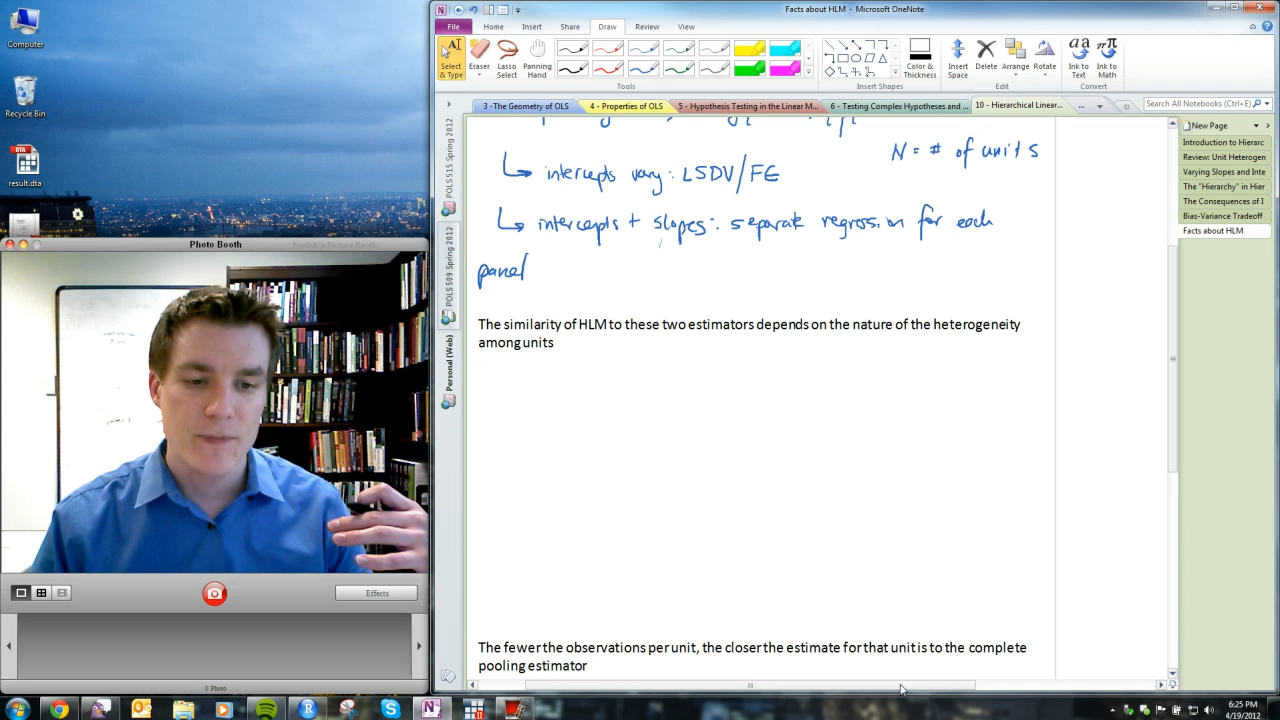 Computer
Recycle Bin
result.dta
Facts about HLM - Microsoft OneNote
File Home Insert Share Draw Review View
Select & Type
Eraser
Lasso Select
Panning Hand
Color & Thickness
Insert Space
Delete
Arrange
Rotate
Ink to Text
Ink to Math
Tools
Insert Shapes
Edit
Convert
3 -The Geometry of OLS
4 - Properties of OLS
5 - Hypothesis Testing in the Linear M...
6 - Testing Complex Hypotheses and ...
10 - Hierarchical Linear...
Search All Notebooks (Ctrl+E)
POLS 515 Spring 2012
POLS 509 Spring 2012
Personal (Web)
N = # of units
intercepts vary: LSDV/FE
intercepts + slopes: separate regression for each
panel
The similarity of HLM to these two estimators depends on the nature of the heterogeneity
among units
The fewer the observations per unit, the closer the estimate for that unit is to the complete
pooling estimator
New Page
Introduction to Hierarc
Review: Unit Heterogen
Varying Slopes and Inte
The "Hierarchy" in Hier
The Consequences of I
Bias-Variance Tradeoff
Facts about HLM
Photo Booth
Effects
0 Photo
6:25 PM
4/19/2012